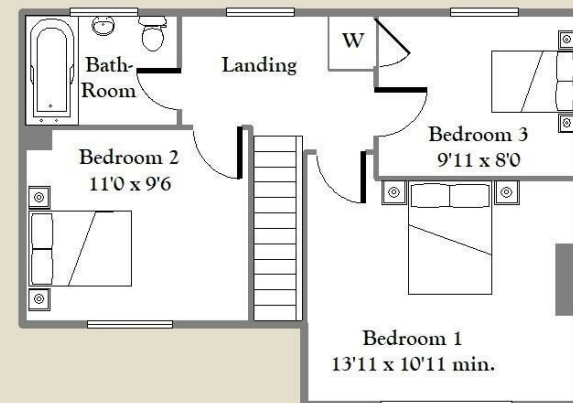 W
Bath-
Room
Landing
Bedroom 3
9'11 x 8'0
Bedroom 2
11'0 x 9'6
Bedroom 1
13'11 x 10'11 min.